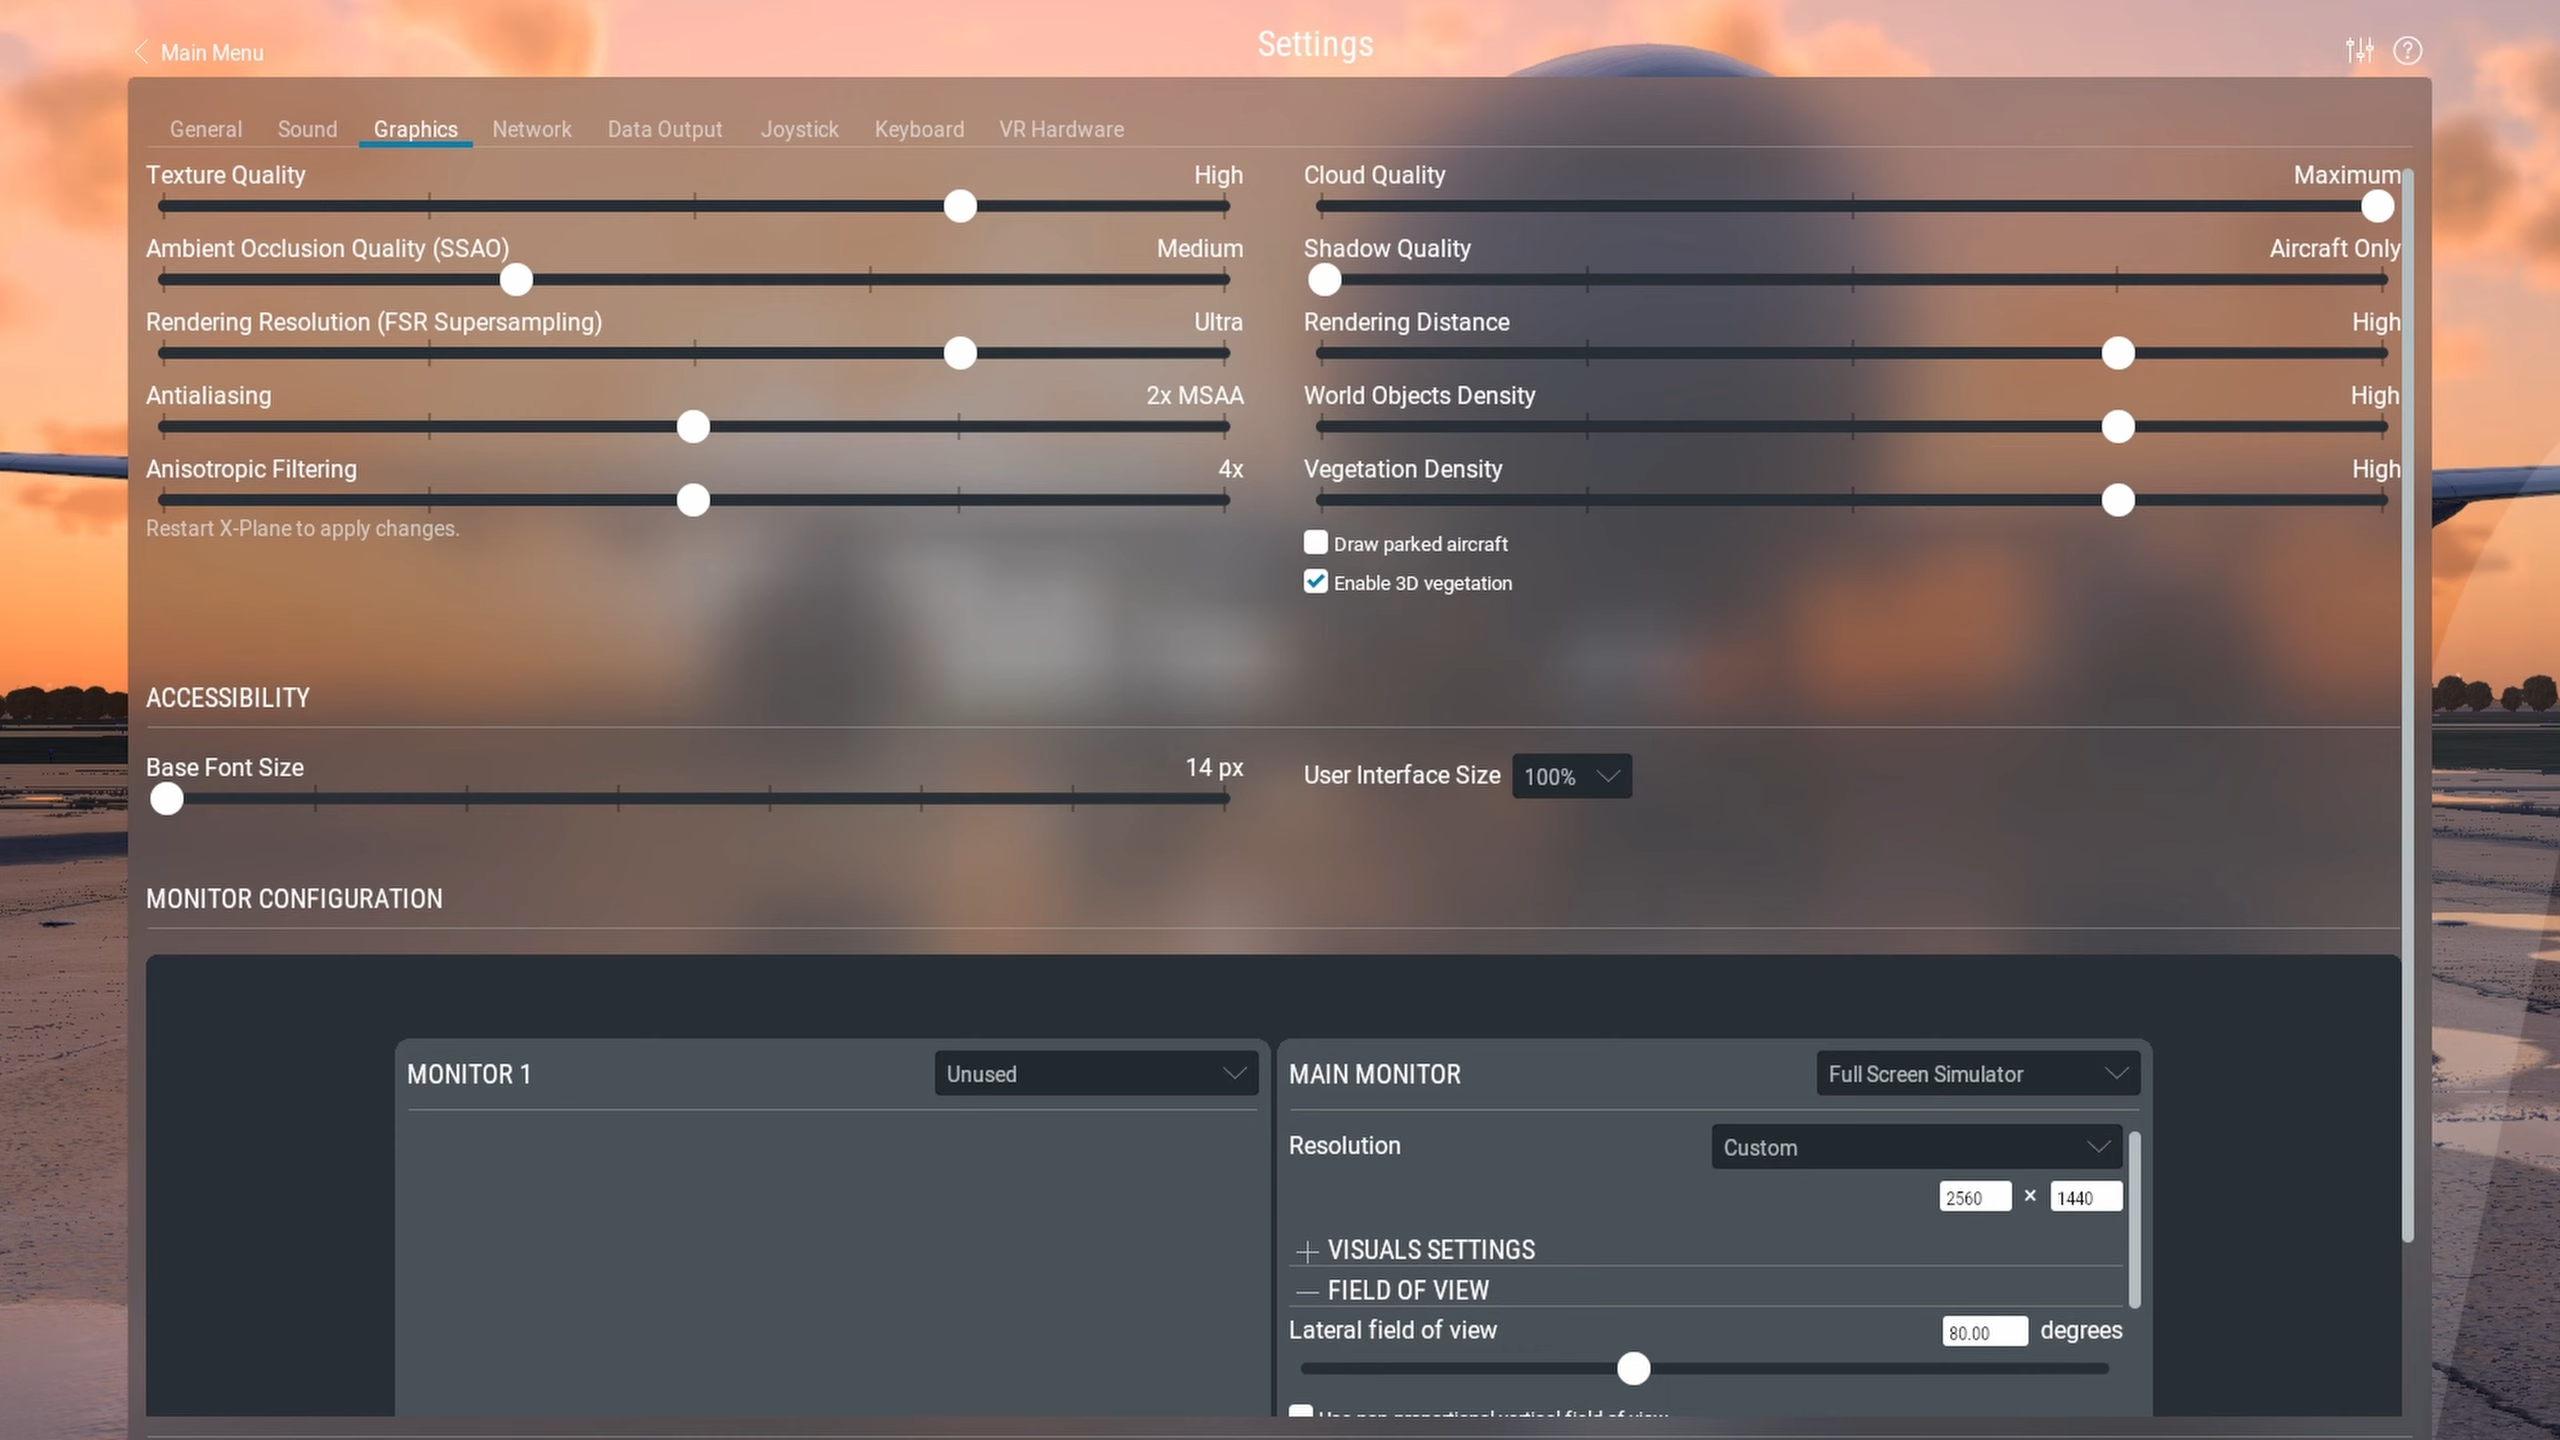 Main Menu
Settings
General Sound Graphics Network Data Output Joystick Keyboard VR Hardware
Texture Quality High
Ambient Occlusion Quality (SSAO) Medium
Rendering Resolution (FSR Supersampling) Ultra
Antialiasing 2x MSAA
Anisotropic Filtering 4x
Restart X-Plane to apply changes.
Cloud Quality Maximum
Shadow Quality Aircraft Only
Rendering Distance High
World Objects Density High
Vegetation Density High
Draw parked aircraft
Enable 3D vegetation
ACCESSIBILITY
Base Font Size 14 px
User Interface Size 100%
MONITOR CONFIGURATION
MONITOR 1 Unused
MAIN MONITOR Full Screen Simulator
Resolution Custom
2560 × 1440
VISUALS SETTINGS
FIELD OF VIEW
Lateral field of view 80.00 degrees